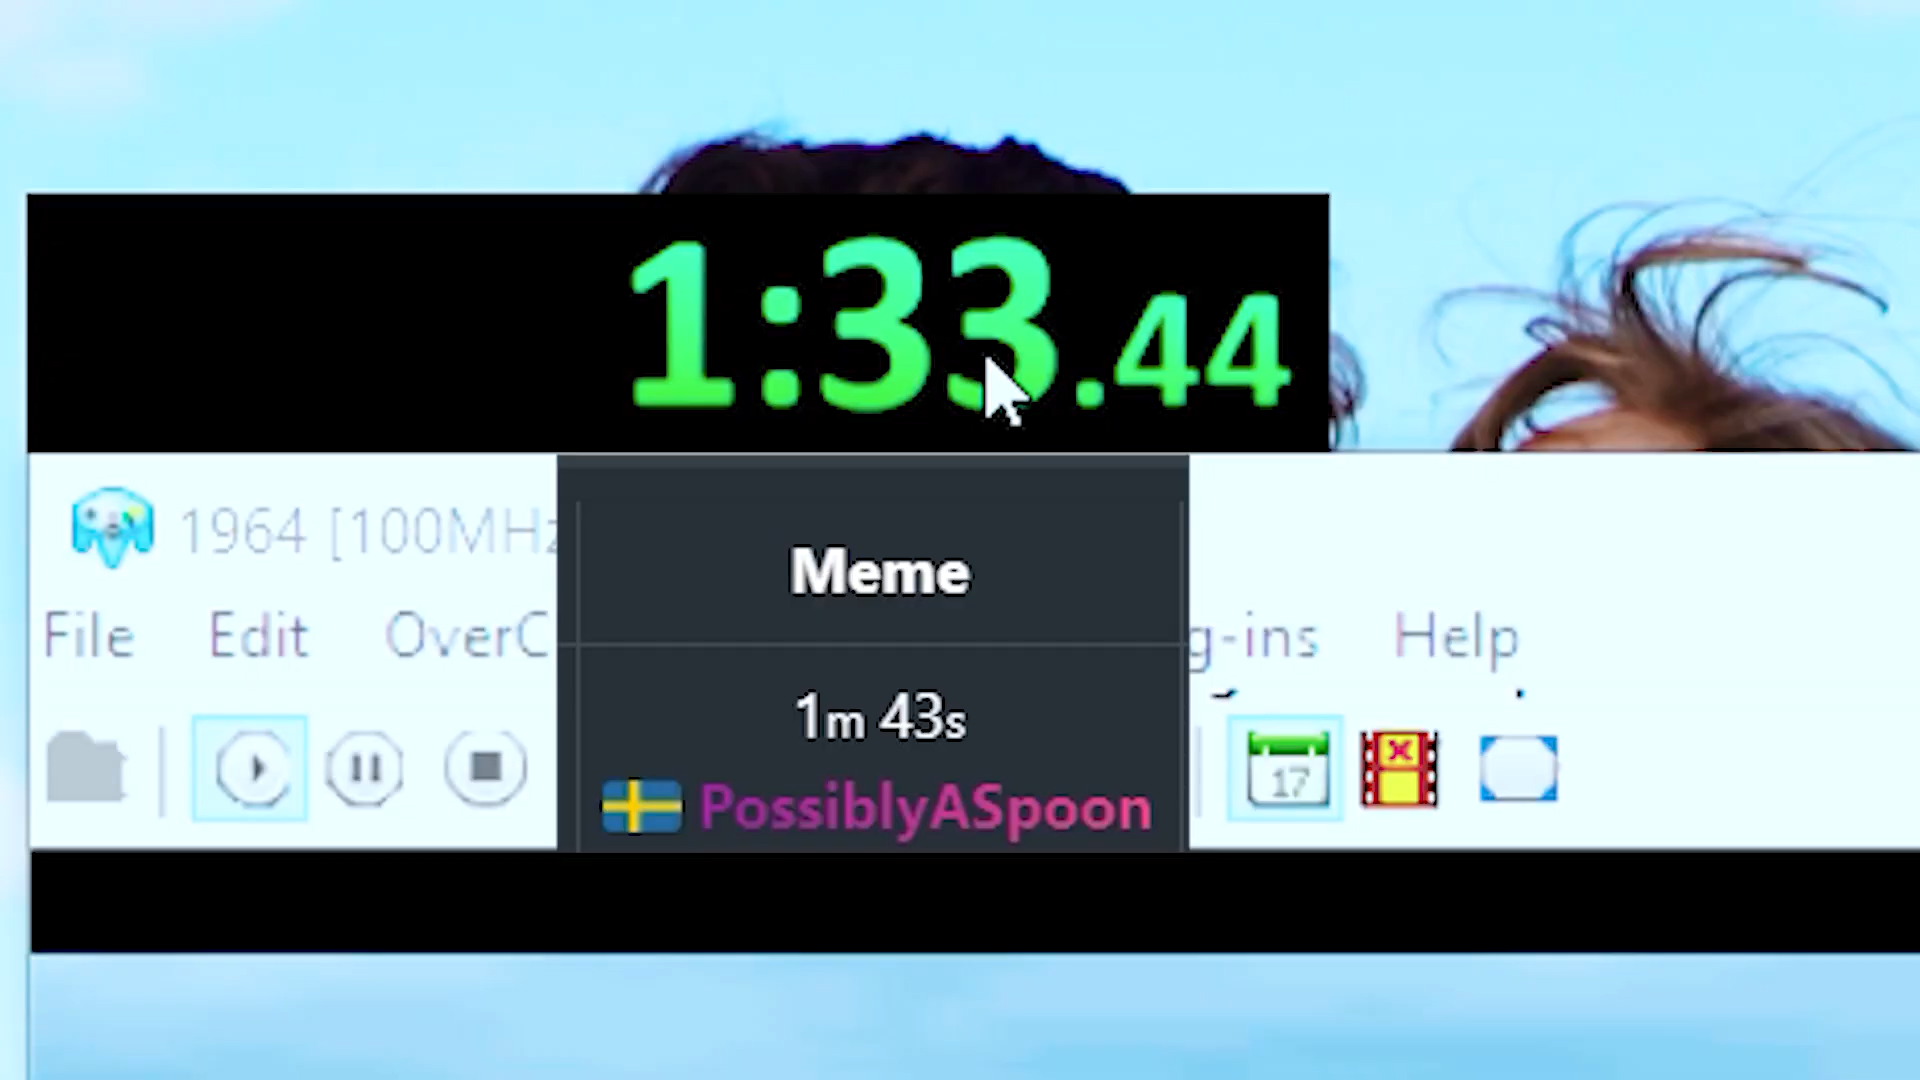 1:33.44
1964 [100MHz
Meme
File Edit OverC g-ins Help
1m 43s
17
PossiblyASpoon